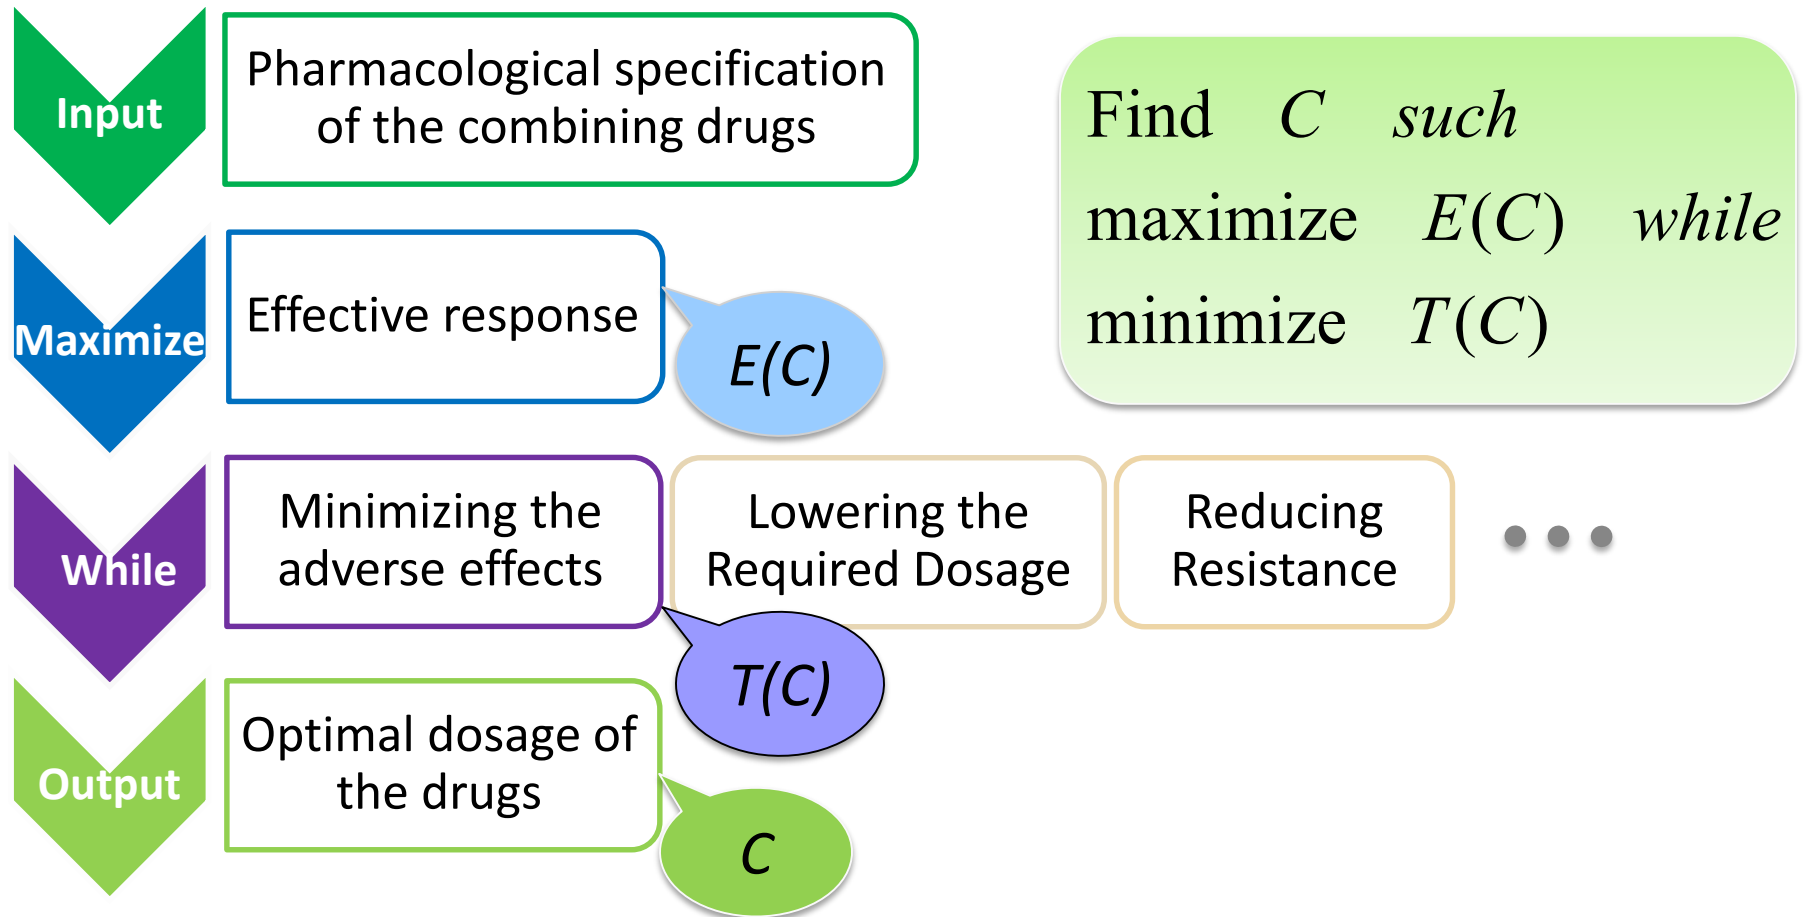 Input
Pharmacological specification
of the combining drugs
Find C such
maximize E(C) while
minimize T(C)
Maximize
Effective response
E(C)
While
Minimizing the
adverse effects
Lowering the
Required Dosage
Reducing
Resistance
T(C)
Output
Optimal dosage of
the drugs
C